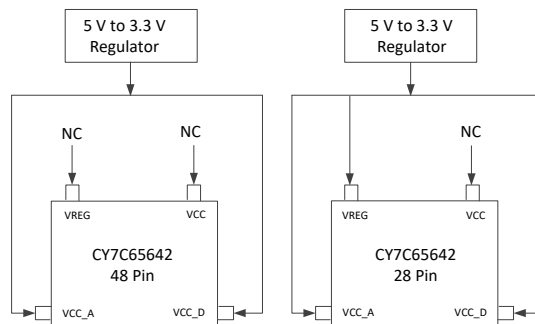 5 V to 3.3 V
Regulator
NC
NC
VREG
VCC
CY7C65642
48 Pin
VCC_A
VCC_D
5 V to 3.3 V
Regulator
NC
VREG
VCC
CY7C65642
28 Pin
VCC_A
VCC_D